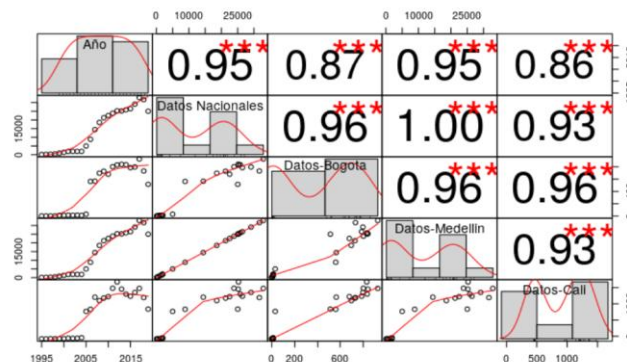 0 10000 25000 0 10000 25000
Año 0.95 *** 0.87 *** 0.95 *** 0.86 ***
0 15000 Datos Nacionales 0.96 *** 1.00 *** 0.93 ***
Datos-Bogota 0.96 *** 0.96 ***
0 15000 Datos-Medellin 0.93 ***
Datos-Cali
1995 2005 2015 0 200 600 0 500 1500